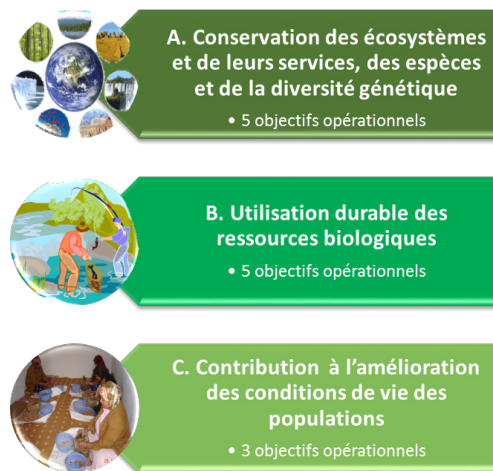 A. Conservation des écosystèmes
et de leurs services, des espèces
et de la diversité génétique
• 5 objectifs opérationnels
B. Utilisation durable des
ressources biologiques
• 5 objectifs opérationnels
C. Contribution à l’amélioration
des conditions de vie des
populations
• 3 objectifs opérationnels